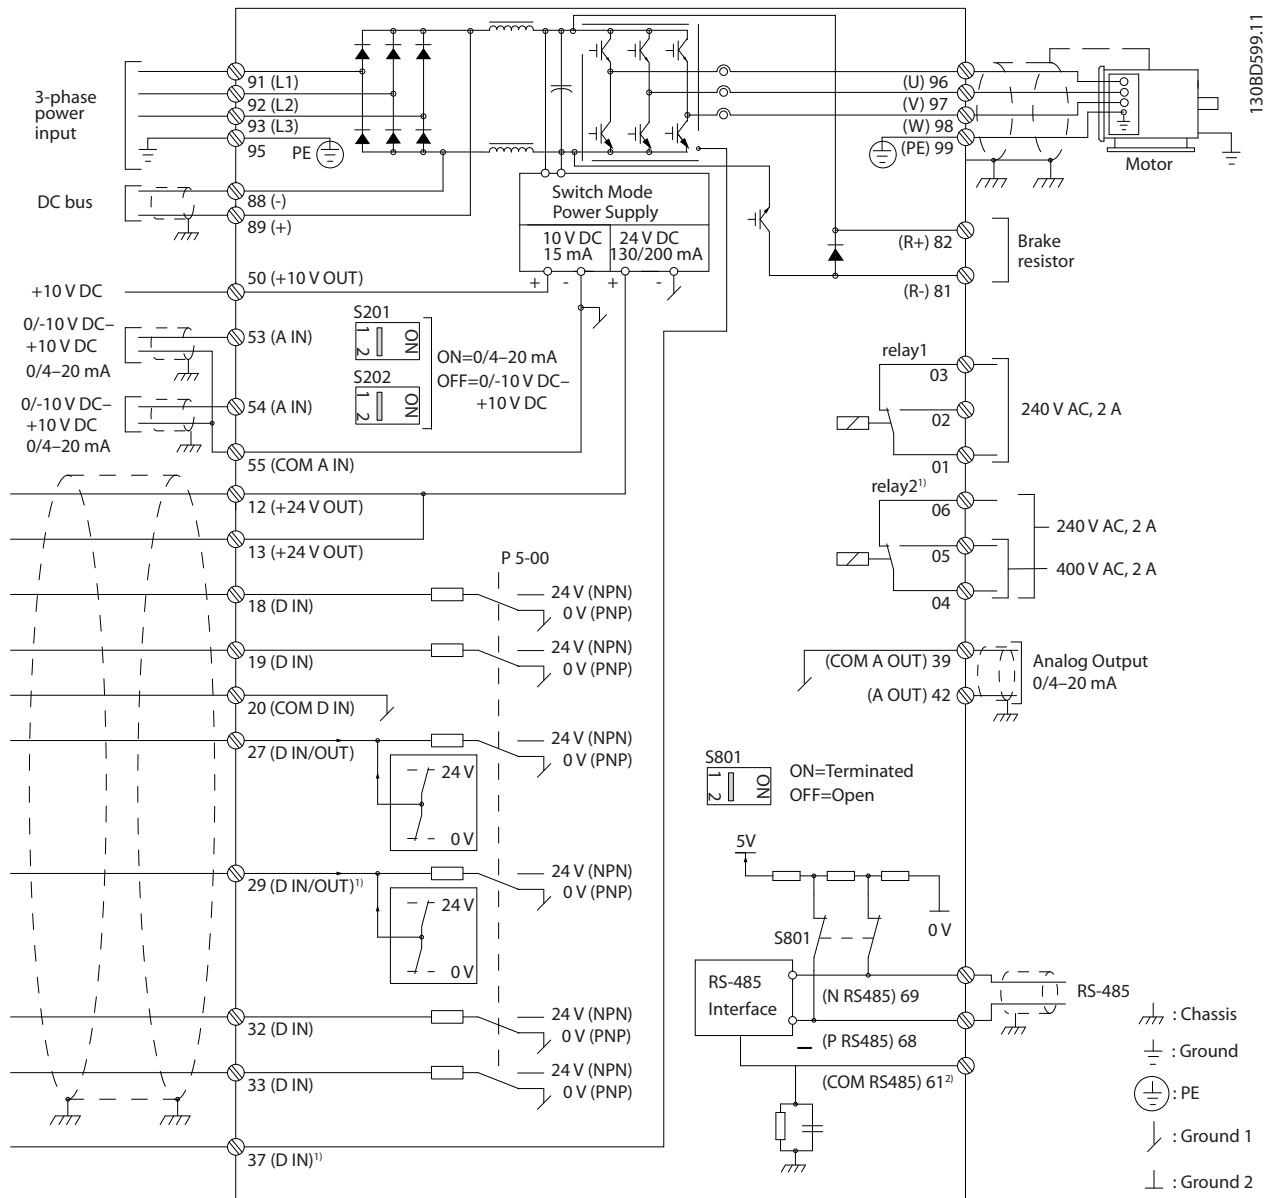 130BD599.11
3-phase
power
input
91 (L1)
92 (L2)
93 (L3)
95
PE
DC bus
88 (-)
89 (+)
+10 V DC
50 (+10 V OUT)
0/-10 V DC–
+10 V DC
0/4–20 mA
53 (A IN)
0/-10 V DC–
+10 V DC
0/4–20 mA
54 (A IN)
55 (COM A IN)
12 (+24 V OUT)
13 (+24 V OUT)
18 (D IN)
19 (D IN)
20 (COM D IN)
27 (D IN/OUT)
24 V
0 V
29 (D IN/OUT)1)
24 V
0 V
32 (D IN)
33 (D IN)
37 (D IN)1)
Switch Mode
Power Supply
10 V DC
15 mA
24 V DC
130/200 mA
+ - + -
S201
1 2 ON
S202
1 2 ON
ON=0/4–20 mA
OFF=0/-10 V DC–
+10 V DC
P 5-00
24 V (NPN)
0 V (PNP)
24 V (NPN)
0 V (PNP)
24 V (NPN)
0 V (PNP)
24 V (NPN)
0 V (PNP)
24 V (NPN)
0 V (PNP)
24 V (NPN)
0 V (PNP)
(U) 96
(V) 97
(W) 98
(PE) 99
Motor
(R+) 82
(R-) 81
Brake
resistor
relay1
03
02
01
240 V AC, 2 A
relay21)
06
05
04
240 V AC, 2 A
400 V AC, 2 A
(COM A OUT) 39
(A OUT) 42
Analog Output
0/4–20 mA
S801
1 2 ON
ON=Terminated
OFF=Open
5V
S801
0 V
RS-485
Interface
(N RS485) 69
(P RS485) 68
(COM RS485) 612)
RS-485
: Chassis
: Ground
: PE
: Ground 1
: Ground 2